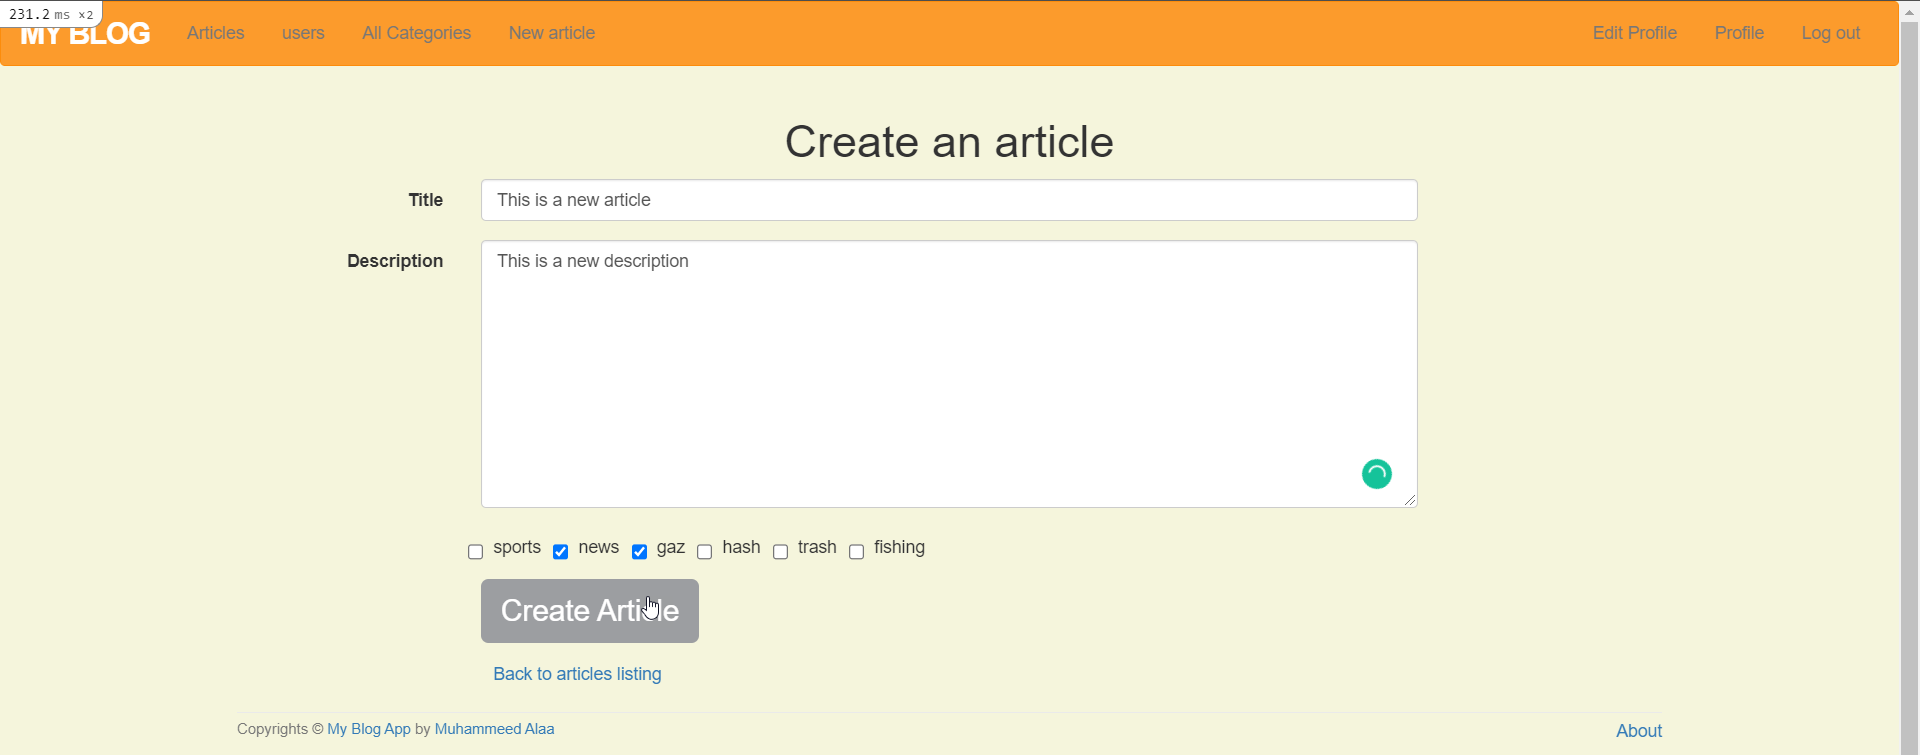 231.2 ms ×2
MY BLOG Articles users All Categories New article Edit Profile Profile Log out
Create an article
Title This is a new article
Description This is a new description
sports news gaz hash trash fishing
Create Article
Back to articles listing
Copyrights © My Blog App by Muhammeed Alaa About